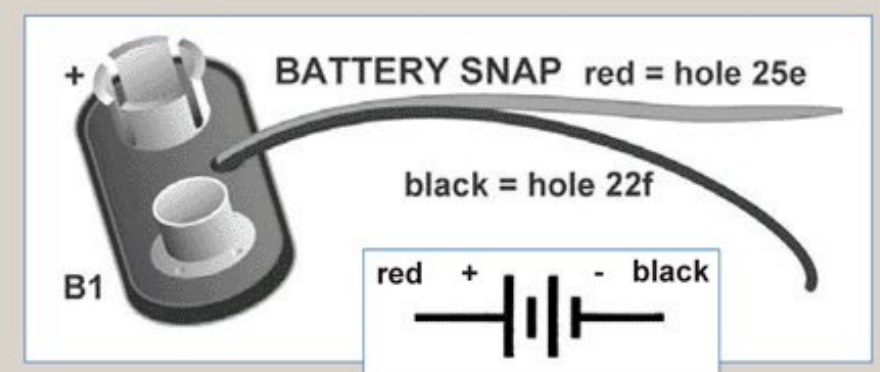 + BATTERY SNAP red = hole 25e
black = hole 22f
B1
red + - black